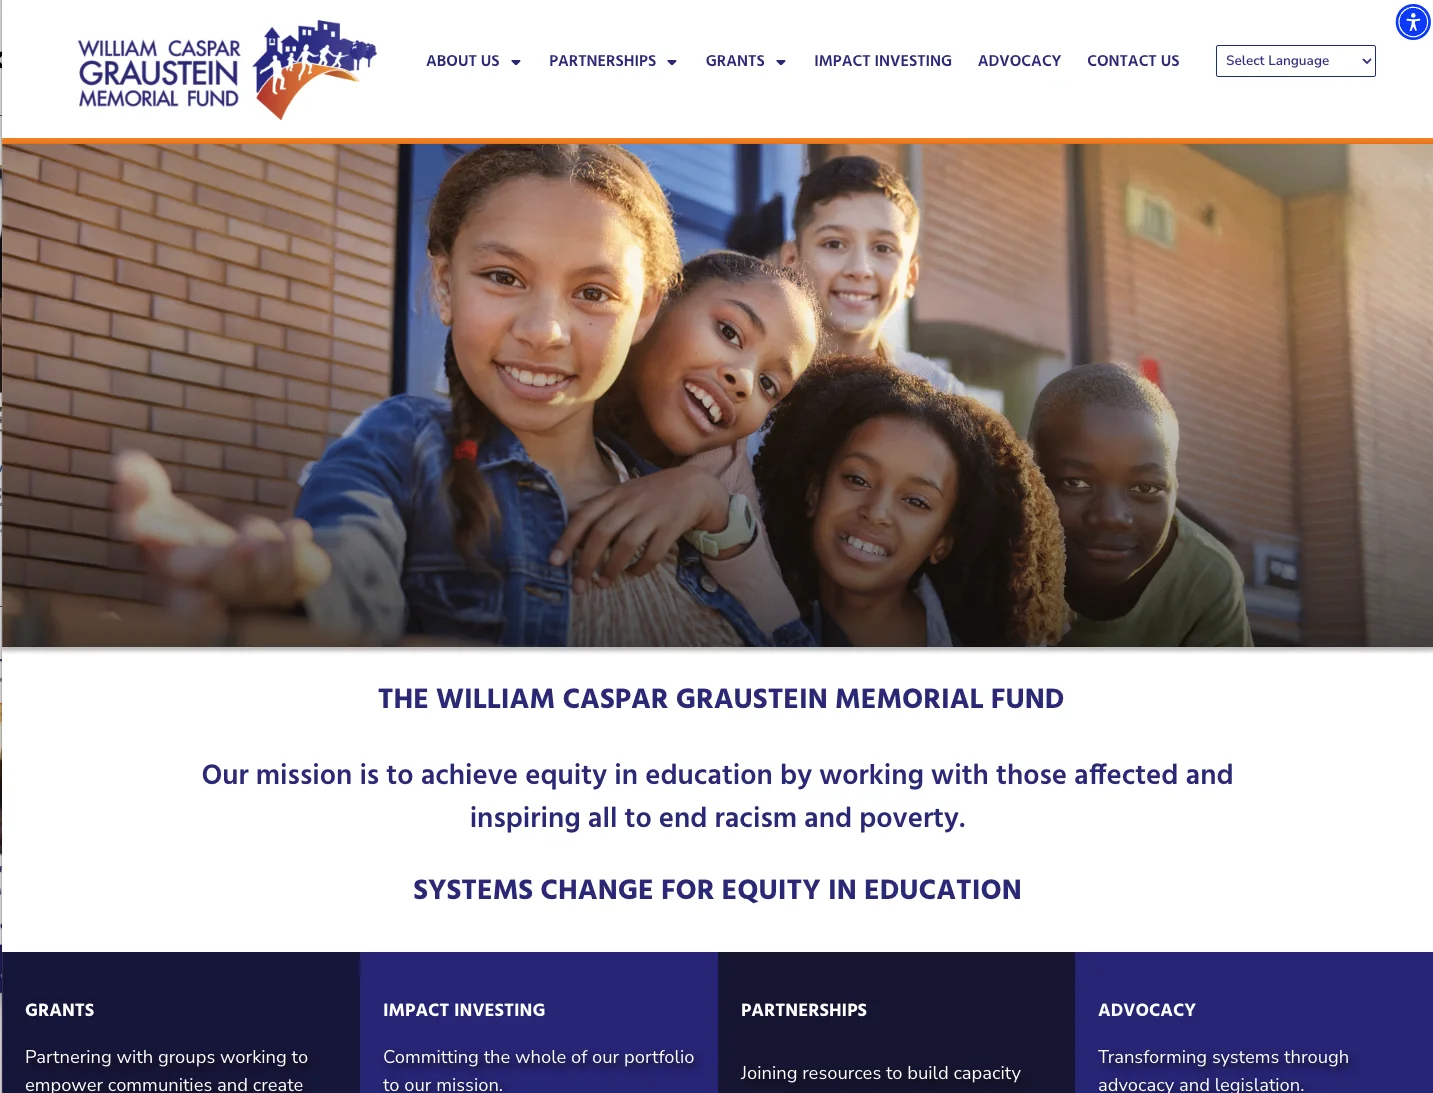 WILLIAM CASPAR
GRAUSTEIN
MEMORIAL FUND
ABOUT US
PARTNERSHIPS
GRANTS
IMPACT INVESTING
ADVOCACY
CONTACT US
Select Language
THE WILLIAM CASPAR GRAUSTEIN MEMORIAL FUND
Our mission is to achieve equity in education by working with those affected and
inspiring all to end racism and poverty.
SYSTEMS CHANGE FOR EQUITY IN EDUCATION
GRANTS
Partnering with groups working to
empower communities and create
IMPACT INVESTING
Committing the whole of our portfolio
to our mission.
PARTNERSHIPS
Joining resources to build capacity
ADVOCACY
Transforming systems through
advocacy and legislation.